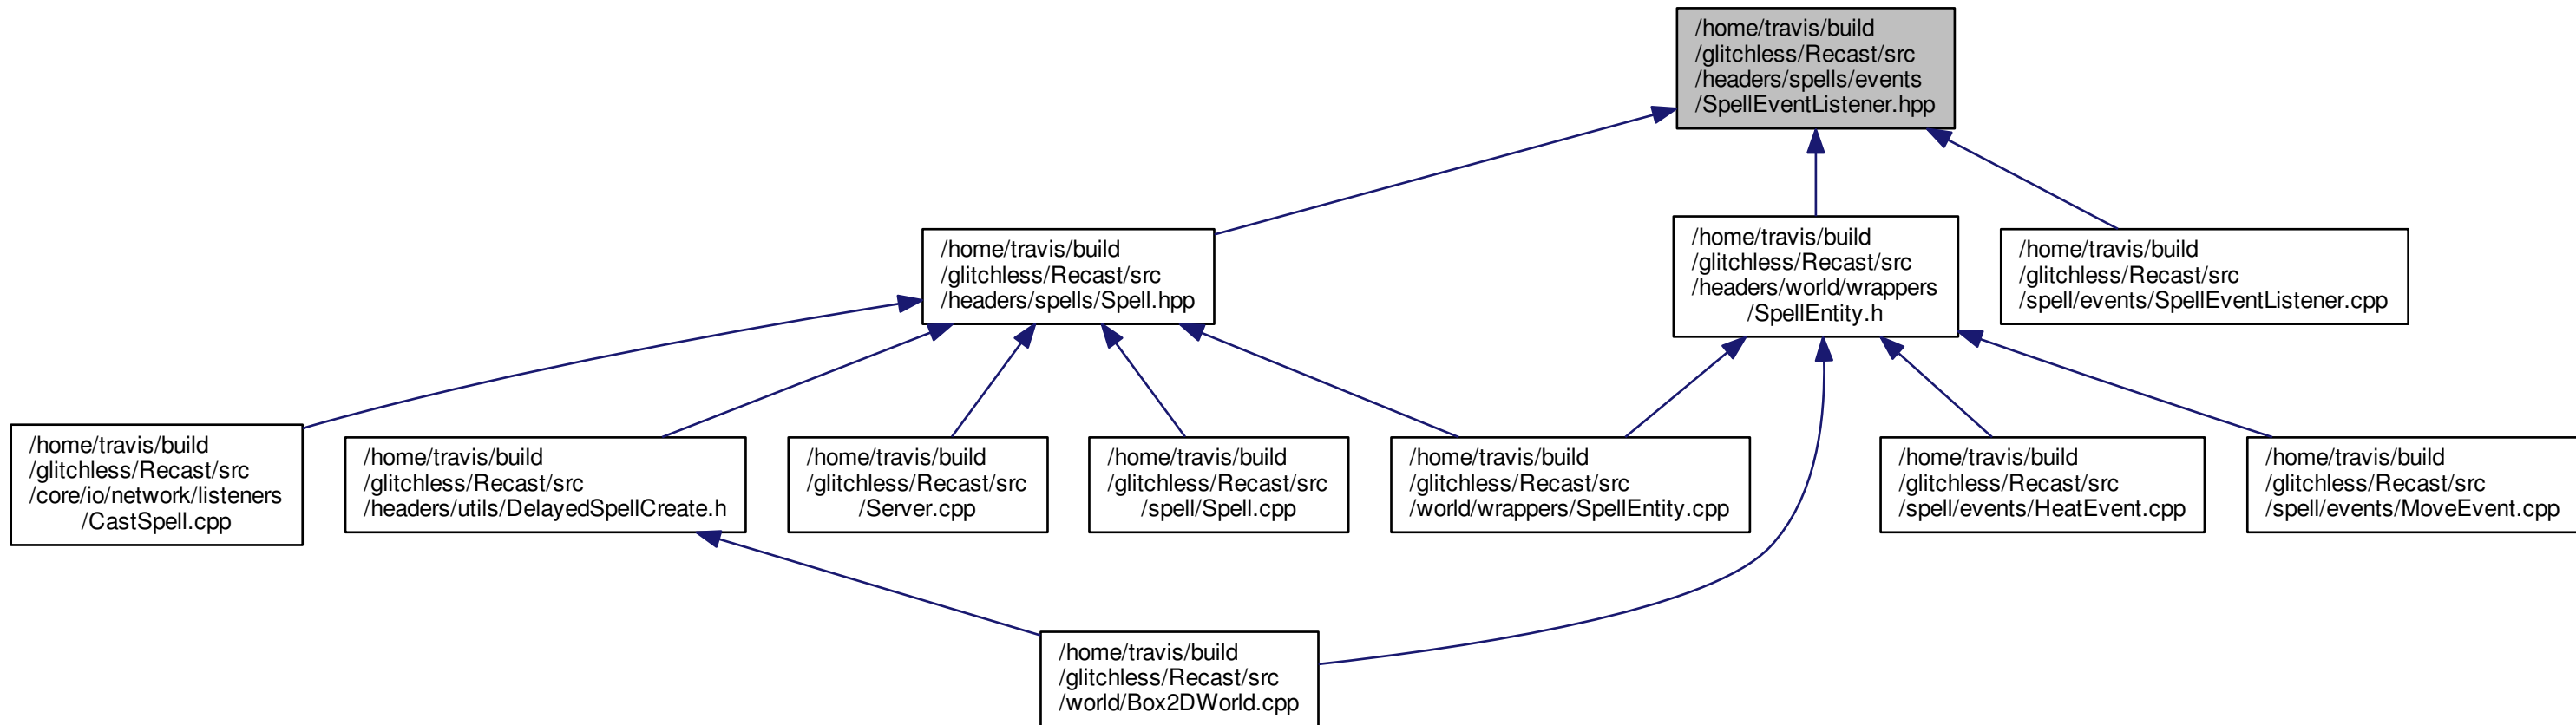 /home/travis/build
/glitchless/Recast/src
/headers/spells/events
/SpellEventListener.hpp
/home/travis/build
/glitchless/Recast/src
/headers/spells/Spell.hpp
/home/travis/build
/glitchless/Recast/src
/headers/world/wrappers
/SpellEntity.h
/home/travis/build
/glitchless/Recast/src
/spell/events/SpellEventListener.cpp
/home/travis/build
/glitchless/Recast/src
/core/io/network/listeners
/CastSpell.cpp
/home/travis/build
/glitchless/Recast/src
/headers/utils/DelayedSpellCreate.h
/home/travis/build
/glitchless/Recast/src
/Server.cpp
/home/travis/build
/glitchless/Recast/src
/spell/Spell.cpp
/home/travis/build
/glitchless/Recast/src
/world/wrappers/SpellEntity.cpp
/home/travis/build
/glitchless/Recast/src
/spell/events/HeatEvent.cpp
/home/travis/build
/glitchless/Recast/src
/spell/events/MoveEvent.cpp
/home/travis/build
/glitchless/Recast/src
/world/Box2DWorld.cpp